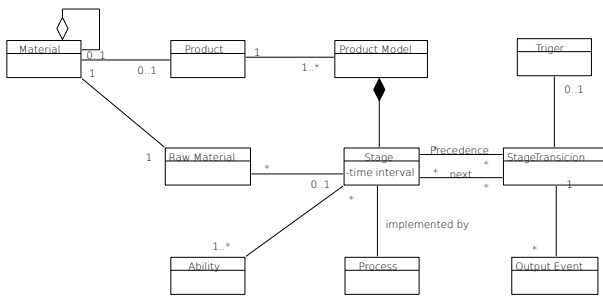 Material
Product
Product Model
Triger
0..1
1
0..1
1
1..*
0..1
1
Raw Material
*
0..1
Stage
-time interval
*
Precedence
*
*
next
*
StageTransicion
1
*
implemented by
1..*
*
Ability
Process
Output Event